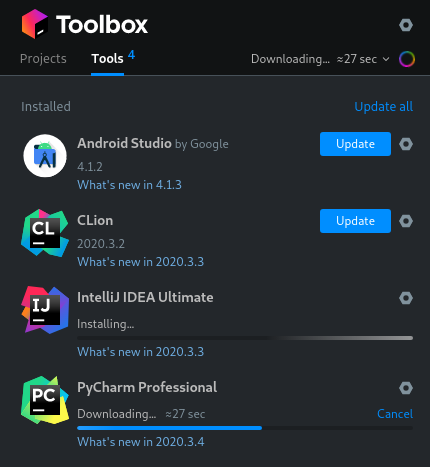 Toolbox
Projects Tools 4 Downloading... ≈27 sec
Installed Update all
Android Studio by Google Update
4.1.2
What's new in 4.1.3
CL CLion Update
2020.3.2
What's new in 2020.3.3
IJ IntelliJ IDEA Ultimate
Installing...
What's new in 2020.3.3
PC PyCharm Professional
Downloading... ≈27 sec Cancel
What's new in 2020.3.4